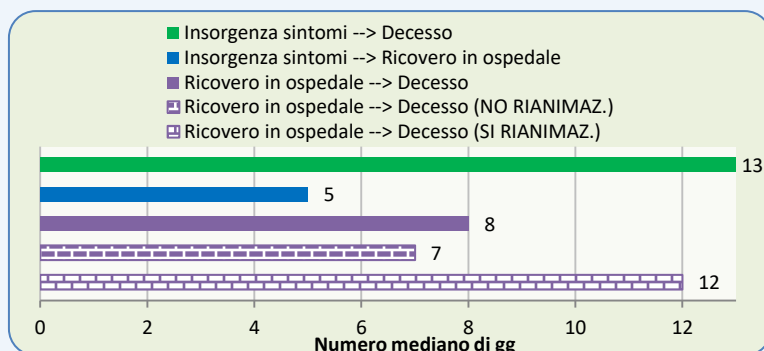 Insorgenza sintomi --> Decesso
Insorgenza sintomi --> Ricovero in ospedale
Ricovero in ospedale --> Decesso
Ricovero in ospedale --> Decesso (NO RIANIMAZ.)
Ricovero in ospedale --> Decesso (SI RIANIMAZ.)
13
5
8
7
12
0 2 4 6 8 10 12
Numero mediano di gg